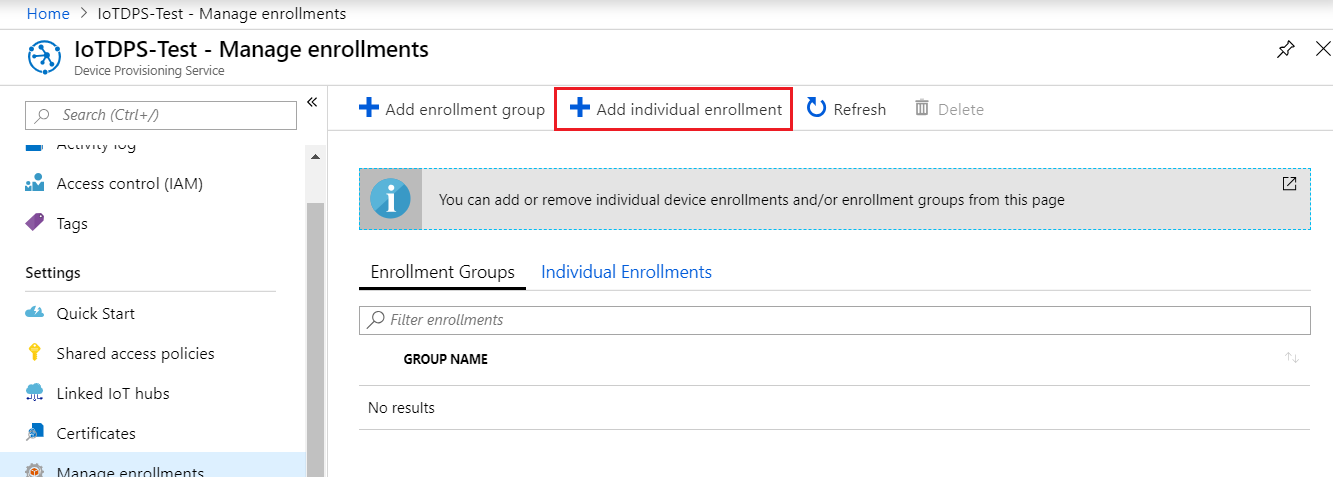 Home > IoTDPS-Test - Manage enrollments
IoTDPS-Test - Manage enrollments
Device Provisioning Service
Search (Ctrl+/)
«
Activity log
Access control (IAM)
Tags
Settings
Quick Start
Shared access policies
Linked IoT hubs
Certificates
Manage enrollments
Add enrollment group
Add individual enrollment
Refresh
Delete
You can add or remove individual device enrollments and/or enrollment groups from this page
Enrollment Groups
Individual Enrollments
Filter enrollments
GROUP NAME
No results